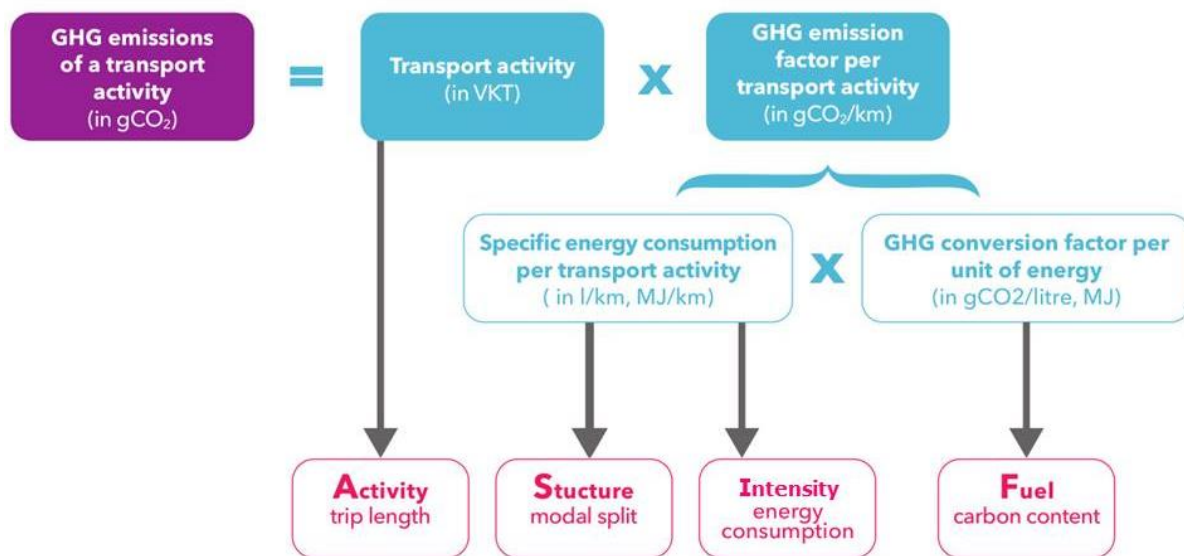 GHG emissions
of a transport
activity
(in gCO₂)
=
Transport activity
(in VKT)
x
GHG emission
factor per
transport activity
(in gCO₂/km)
Specific energy consumption
per transport activity
( in l/km, MJ/km)
x
GHG conversion factor per
unit of energy
(in gCO2/litre, MJ)
Activity
trip length
Stucture
modal split
Intensity
energy
consumption
Fuel
carbon content